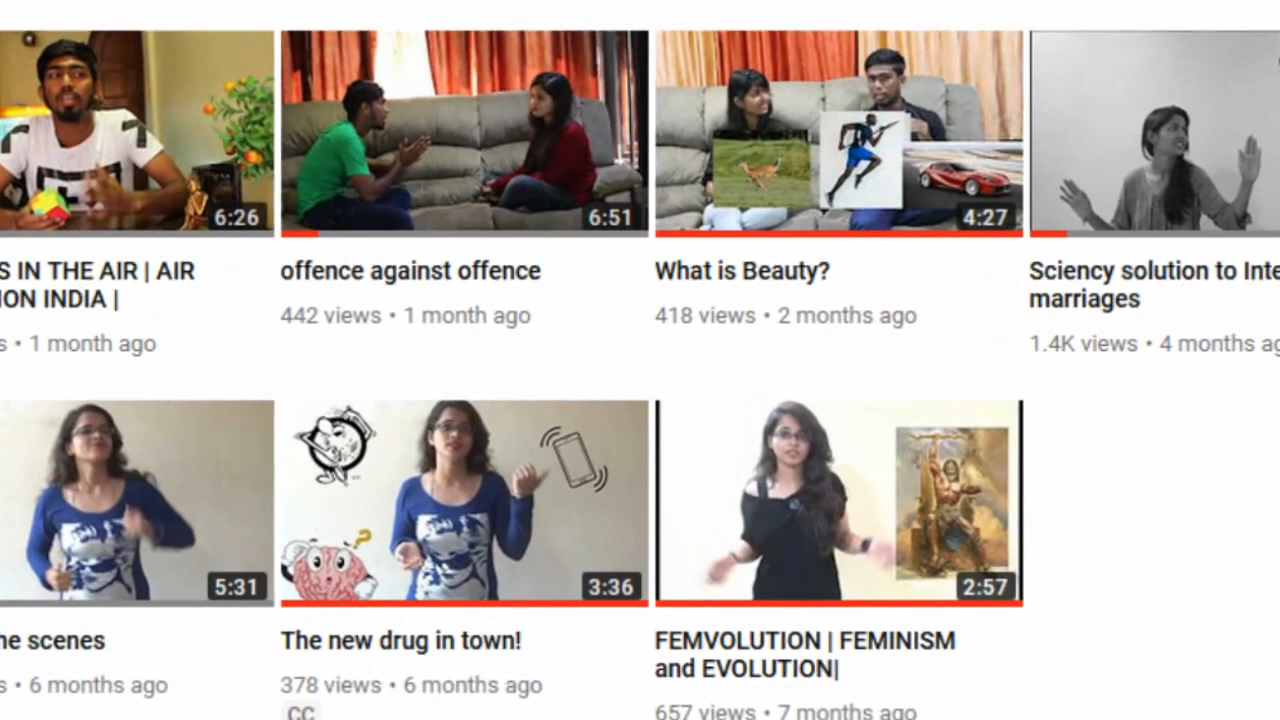 6:26
6:51
4:27
S IN THE AIR | AIR
ION INDIA |
s • 1 month ago
offence against offence
442 views • 1 month ago
What is Beauty?
418 views • 2 months ago
Sciency solution to Inte
marriages
1.4K views • 4 months ag
5:31
3:36
2:57
ne scenes
s • 6 months ago
The new drug in town!
378 views • 6 months ago
CC
FEMVOLUTION | FEMINISM
and EVOLUTION|
657 views • 7 months ago